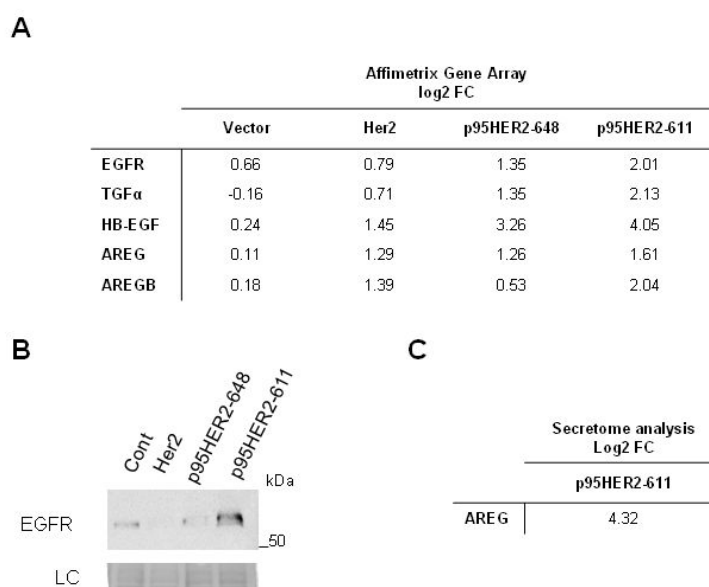 A
Affimetrix Gene Array
log2 FC
Vector Her2 p95HER2-648 p95HER2-611
EGFR 0.66 0.79 1.35 2.01
TGFα -0.16 0.71 1.35 2.13
HB-EGF 0.24 1.45 3.26 4.05
AREG 0.11 1.29 1.26 1.61
AREGB 0.18 1.39 0.53 2.04
B
Cont Her2 p95HER2-648 p95HER2-611
kDa
EGFR
_50
LC
C
Secretome analysis
Log2 FC
p95HER2-611
AREG 4.32